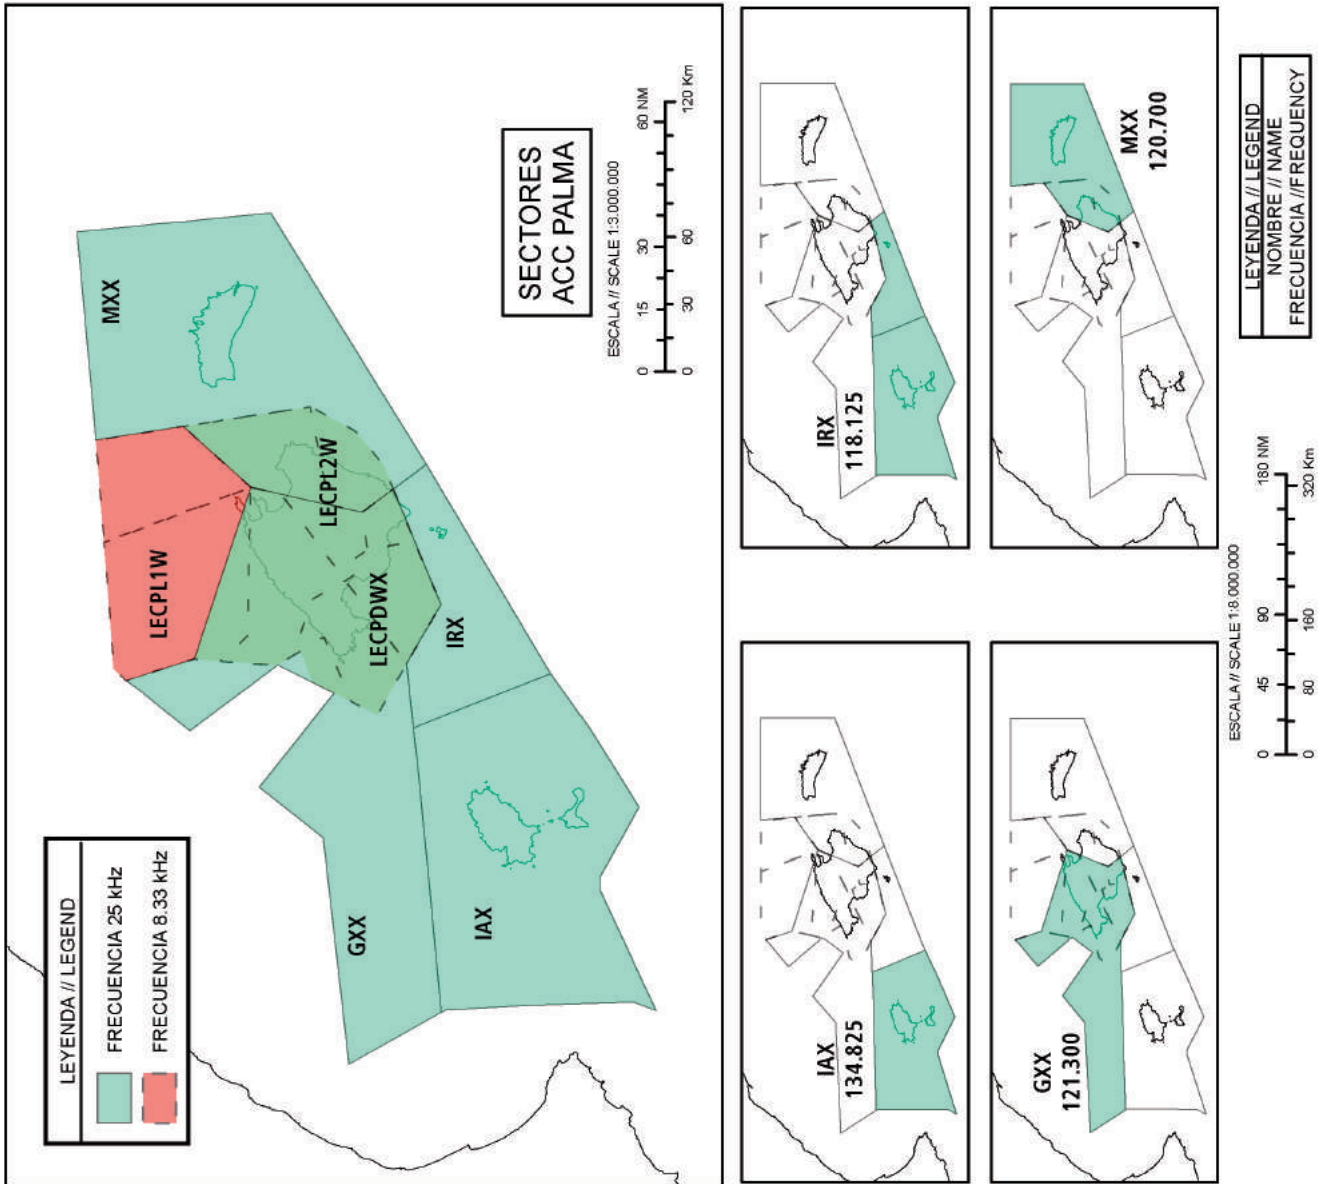 LEYENDA // LEGEND
FRECUENCIA 25 kHz
FRECUENCIA 8.33 kHz
MXX
LECPL1W
LECPL2W
LECPDWX
IRX
GXX
IAX
SECTORES
ACC PALMA
ESCALA // SCALE 1:3.000.000
0 15 30 60 NM
0 30 60 120 Km
IAX
134.825
IRX
118.125
GXX
121.300
MXX
120.700
ESCALA // SCALE 1:8.000.000
0 45 90 180 NM
0 80 160 320 Km
LEYENDA // LEGEND
NOMBRE // NAME
FRECUENCIA //FREQUENCY